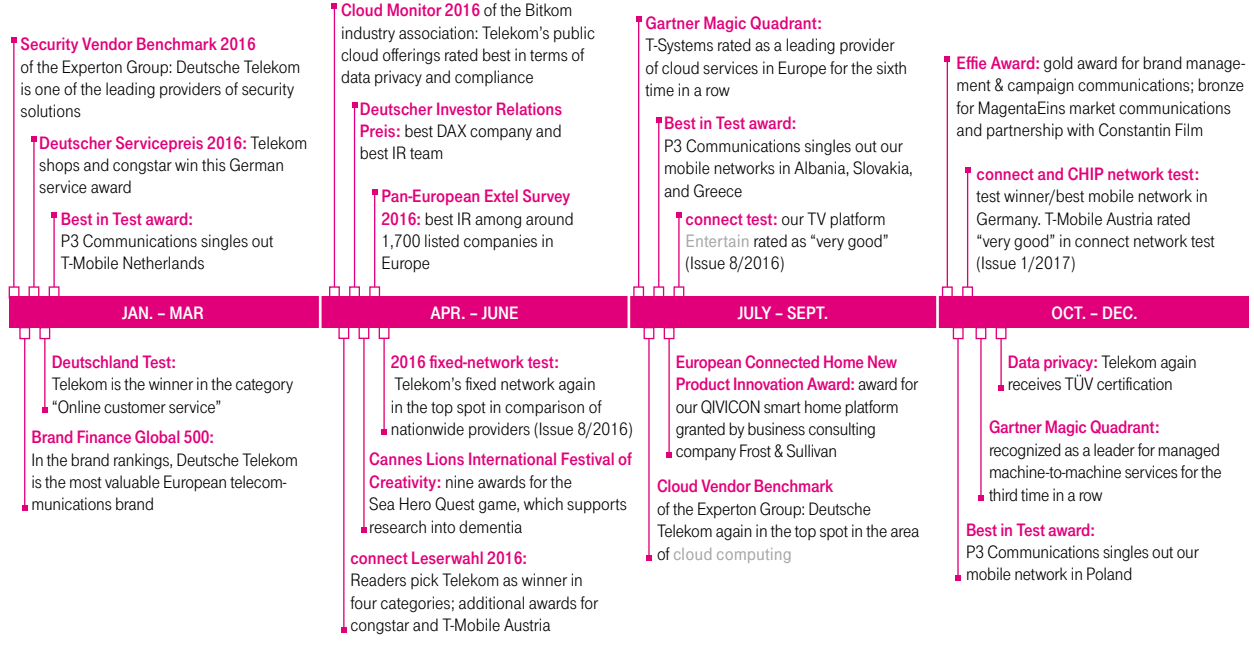 Security Vendor Benchmark 2016
of the Experton Group: Deutsche Telekom
is one of the leading providers of security
solutions
Deutscher Servicepreis 2016: Telekom
shops and congstar win this German
service award
Best in Test award:
P3 Communications singles out
T-Mobile Netherlands
Cloud Monitor 2016 of the Bitkom
industry association: Telekom’s public
cloud offerings rated best in terms of
data privacy and compliance
Deutscher Investor Relations
Preis: best DAX company and
best IR team
Pan-European Extel Survey
2016: best IR among around
1,700 listed companies in
Europe
Gartner Magic Quadrant:
T-Systems rated as a leading provider
of cloud services in Europe for the sixth
time in a row
Best in Test award:
P3 Communications singles out our
mobile networks in Albania, Slovakia,
and Greece
connect test: our TV platform
Entertain rated as “very good”
(Issue 8/2016)
Effie Award: gold award for brand manage-
ment & campaign communications; bronze
for MagentaEins market communications
and partnership with Constantin Film
connect and CHIP network test:
test winner/best mobile network in
Germany. T-Mobile Austria rated
“very good” in connect network test
(Issue 1/2017)
JAN. – MAR
APR. – JUNE
JULY – SEPT.
OCT. – DEC.
Deutschland Test:
Telekom is the winner in the category
“Online customer service”
Brand Finance Global 500:
In the brand rankings, Deutsche Telekom
is the most valuable European telecom-
munications brand
2016 fixed-network test:
Telekom’s fixed network again
in the top spot in comparison of
nationwide providers (Issue 8/2016)
Cannes Lions International Festival of
Creativity: nine awards for the
Sea Hero Quest game, which supports
research into dementia
connect Leserwahl 2016:
Readers pick Telekom as winner in
four categories; additional awards for
congstar and T-Mobile Austria
European Connected Home New
Product Innovation Award: award for
our QIVICON smart home platform
granted by business consulting
company Frost & Sullivan
Cloud Vendor Benchmark
of the Experton Group: Deutsche
Telekom again in the top spot in the area
of cloud computing
Data privacy: Telekom again
receives TÜV certification
Gartner Magic Quadrant:
recognized as a leader for managed
machine-to-machine services for the
third time in a row
Best in Test award:
P3 Communications singles out our
mobile network in Poland